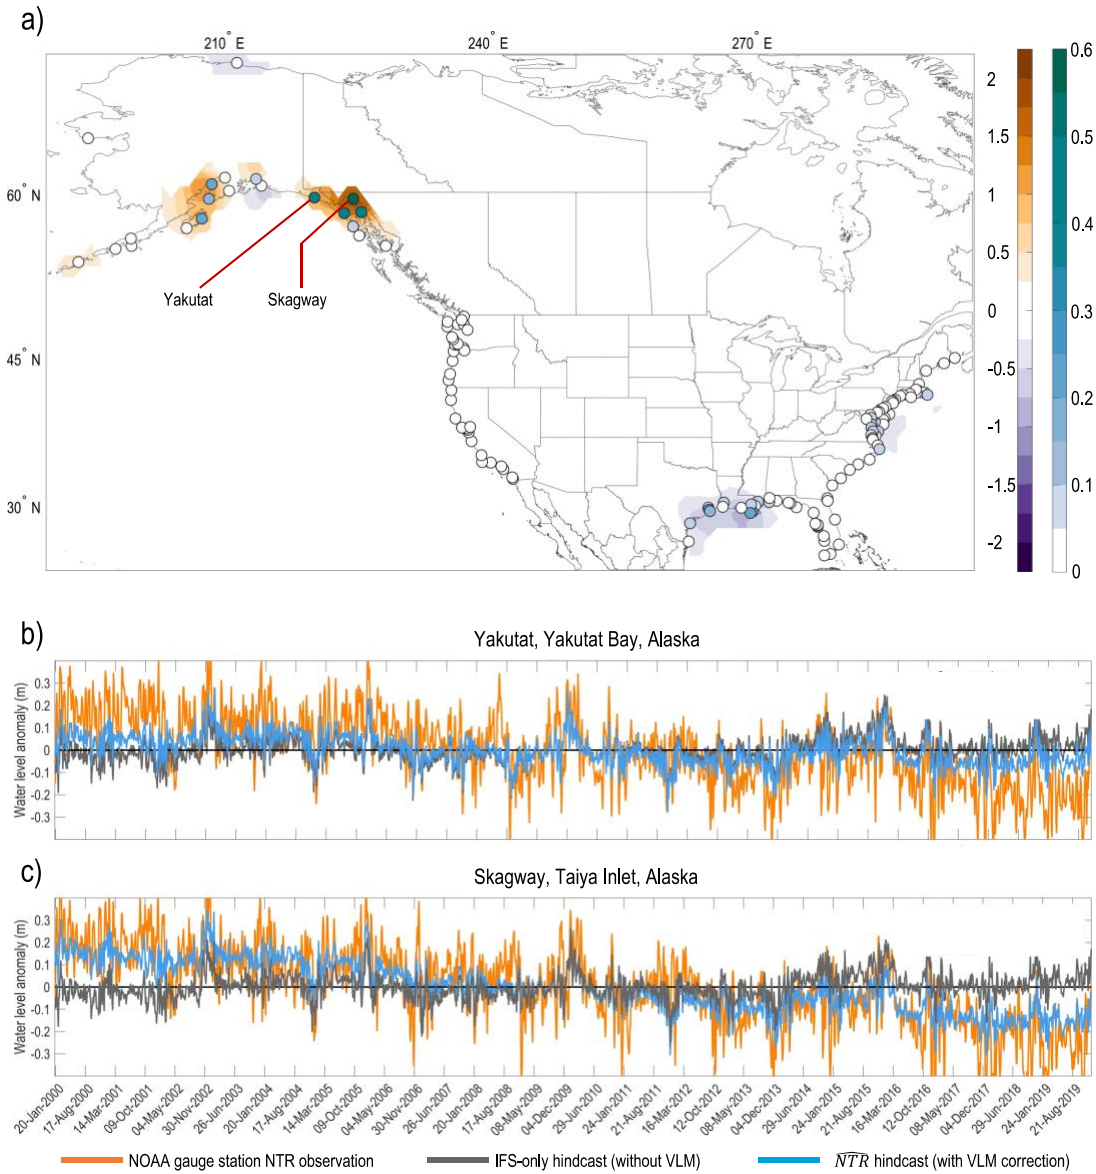 a)
210° E 240° E 270° E
60° N
45° N
30° N
Yakutat Skagway
2
1.5
1
0.5
0
-0.5
-1
-1.5
-2
0.6
0.5
0.4
0.3
0.2
0.1
0
b)
Yakutat, Yakutat Bay, Alaska
Water level anomaly (m)
0.3
0.2
0.1
0
-0.1
-0.2
-0.3
c)
Skagway, Taiya Inlet, Alaska
Water level anomaly (m)
0.3
0.2
0.1
0
-0.1
-0.2
-0.3
20-Jan-2000
17-Aug-2000
14-Mar-2001
09-Oct-2001
04-May-2002
30-Nov-2002
26-Jun-2003
24-Jan-2004
17-Aug-2004
14-Mar-2005
09-Oct-2005
04-May-2006
30-Nov-2006
26-Jun-2007
24-Jan-2008
17-Aug-2008
08-May-2009
04-Dec-2009
29-Jun-2010
24-Jan-2011
21-Aug-2011
16-Mar-2012
12-Oct-2012
08-May-2013
04-Dec-2013
29-Jun-2014
24-Jan-2015
21-Aug-2015
16-Mar-2016
12-Oct-2016
08-May-2017
04-Dec-2017
29-Jun-2018
24-Jan-2019
21-Aug-2019
NOAA gauge station NTR observation IFS-only hindcast (without VLM) N͡TR hindcast (with VLM correction)